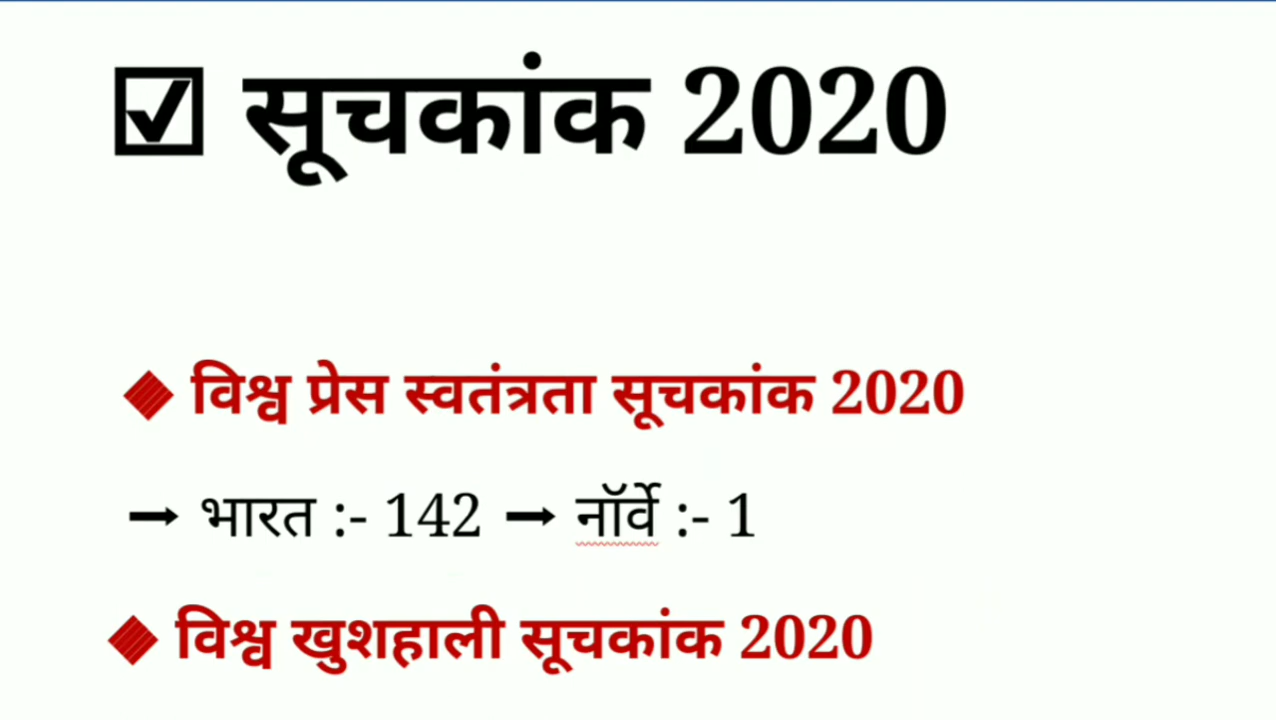 ☑ सूचकांक 2020
◆ विश्व प्रेस स्वतंत्रता सूचकांक 2020
→ भारत :- 142 → नॉर्वे :- 1
◆ विश्व खुशहाली सूचकांक 2020